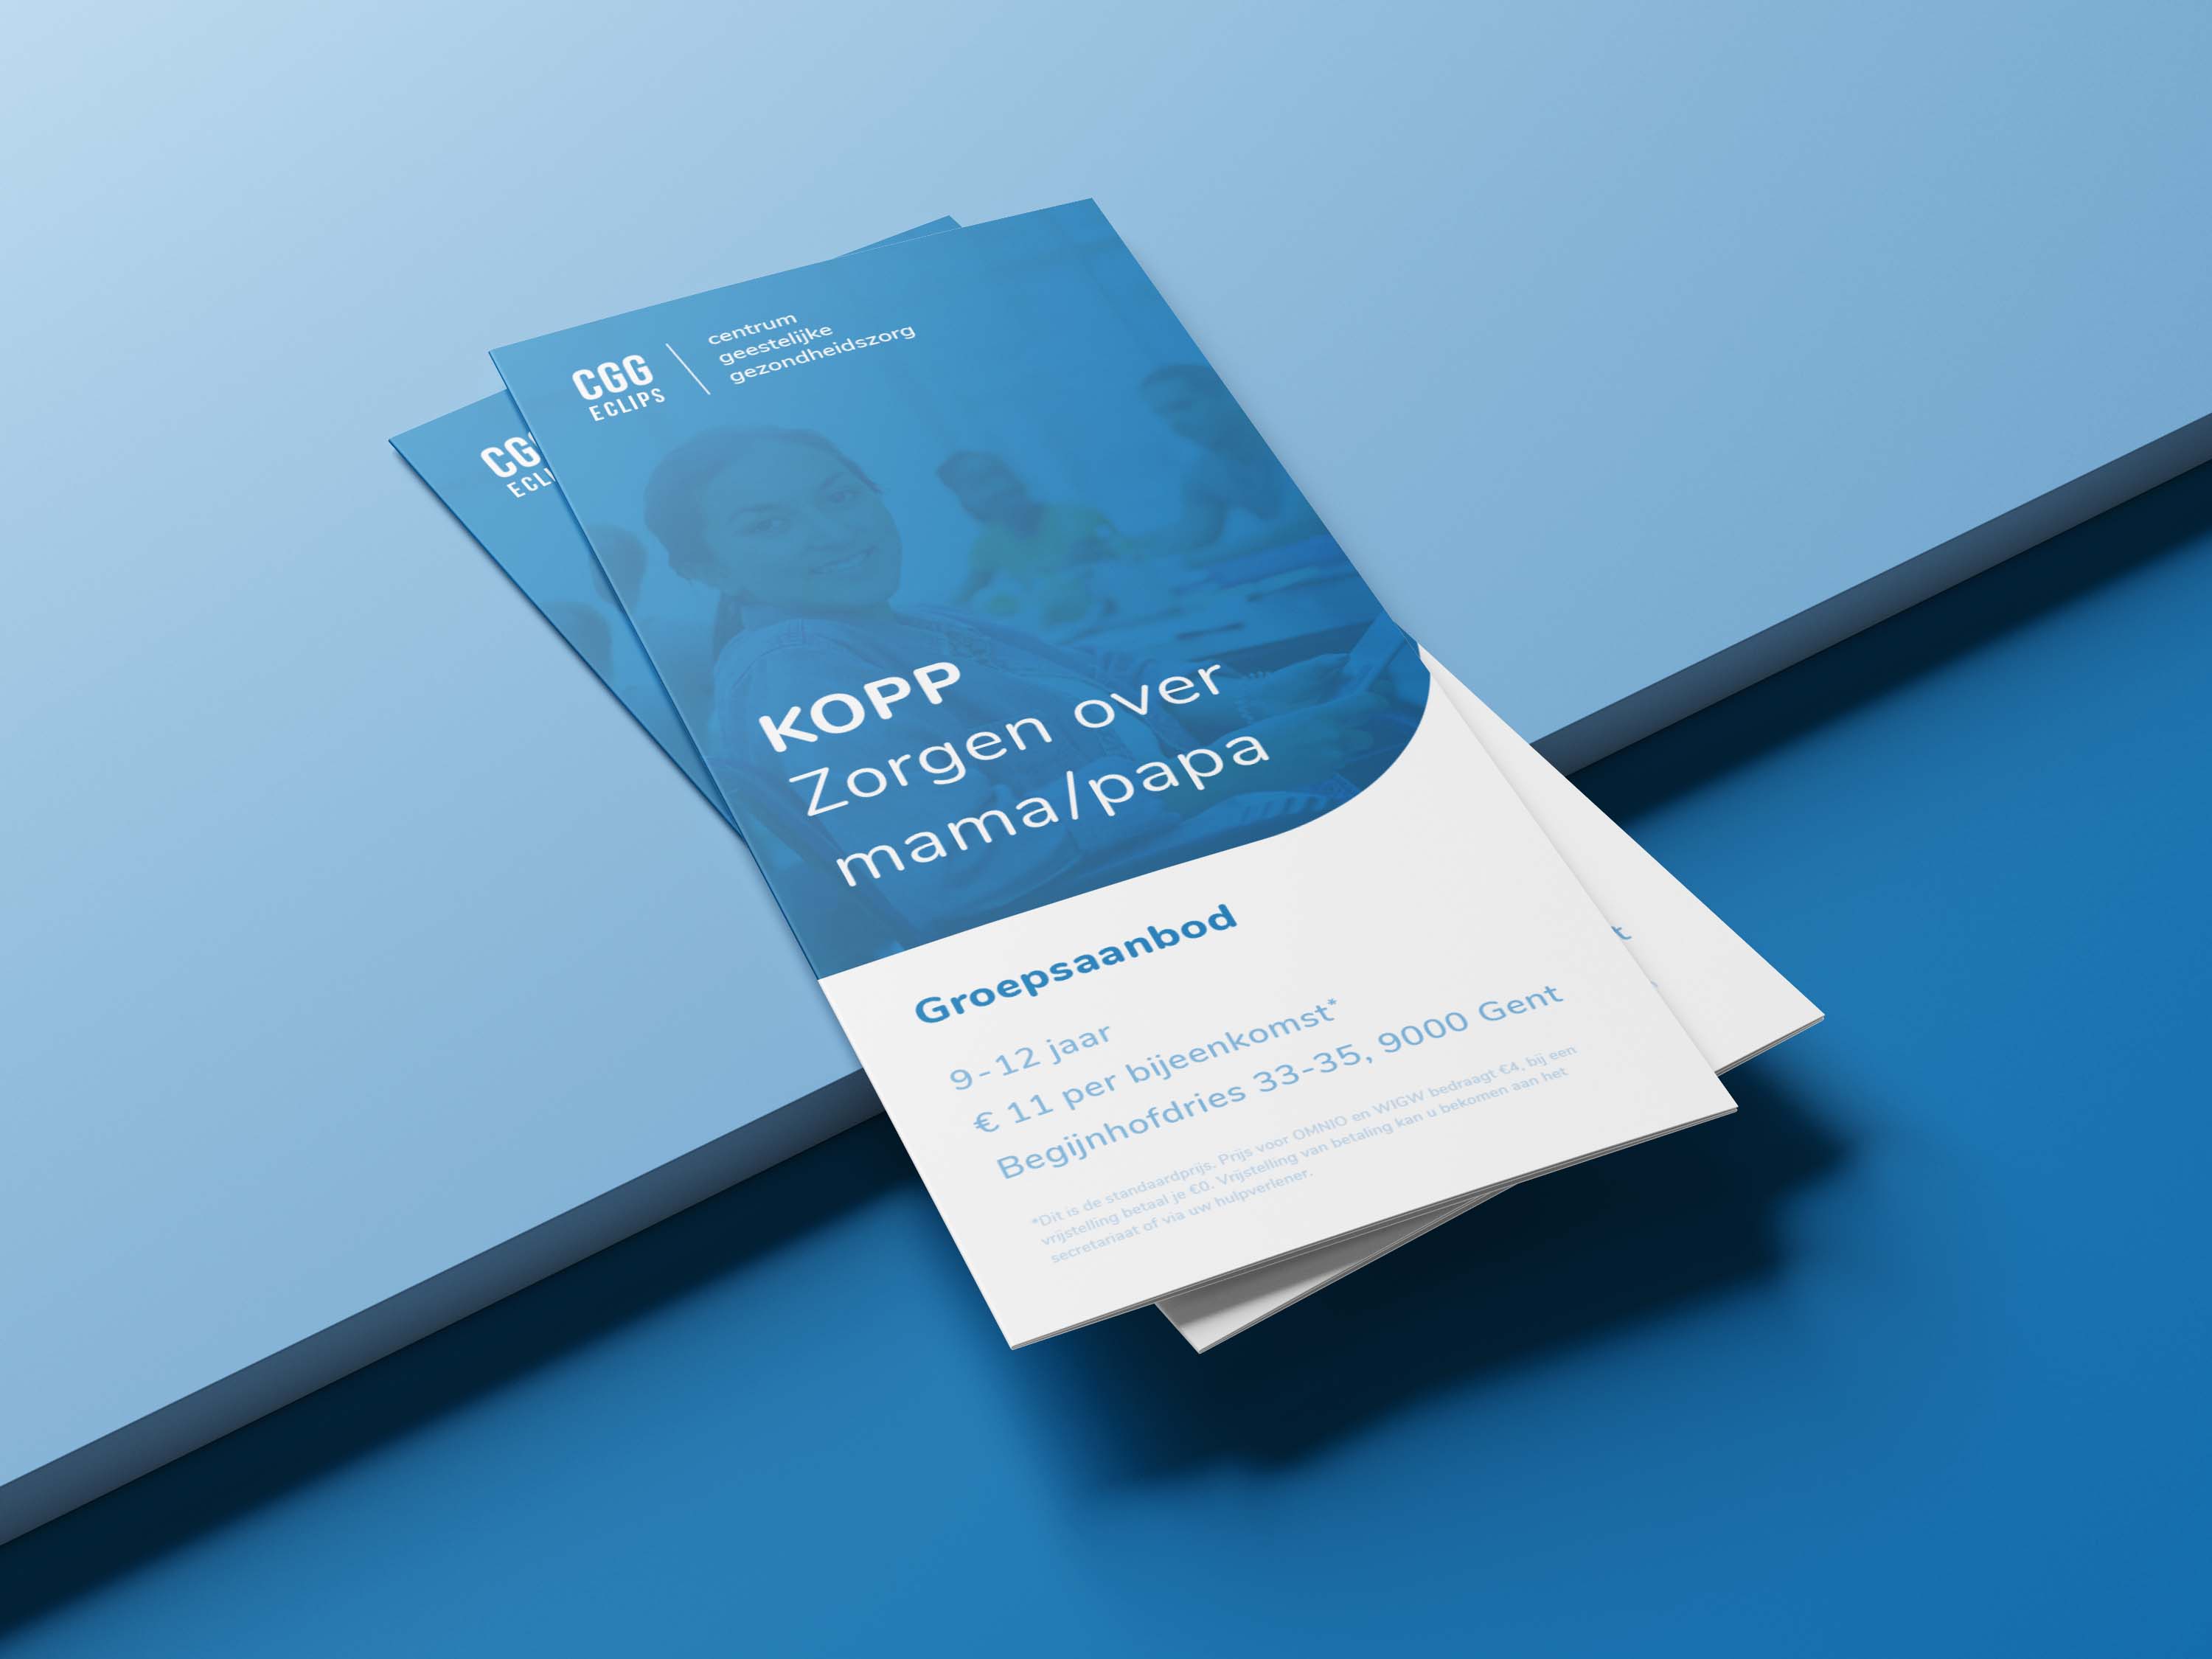 CGG
ECLIPS
centrum
geestelijke
gezondheidszorg
KOPP
Zorgen over
mama/papa
Groepsaanbod
9-12 jaar
€ 11 per bijeenkomst*
Begijnhofdries 33-35, 9000 Gent
*Dit is de standaardprijs. Prijs voor OMNIO en WIGW bedraagt €4, bij een
vrijstelling betaal je €0. Vrijstelling van betaling kan u bekomen aan het
secretariaat of via uw hulpverlener.